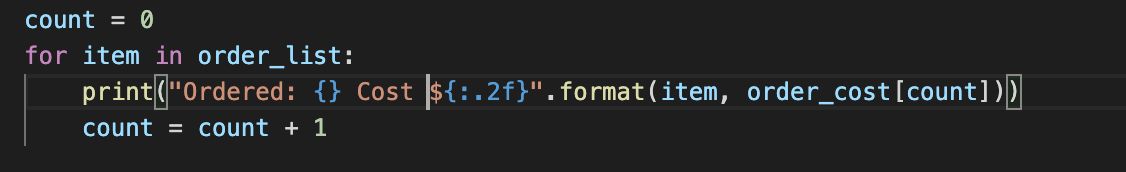 count = 0
for item in order_list:
    print("Ordered: {} Cost ${:.2f}".format(item, order_cost[count]))
    count = count + 1